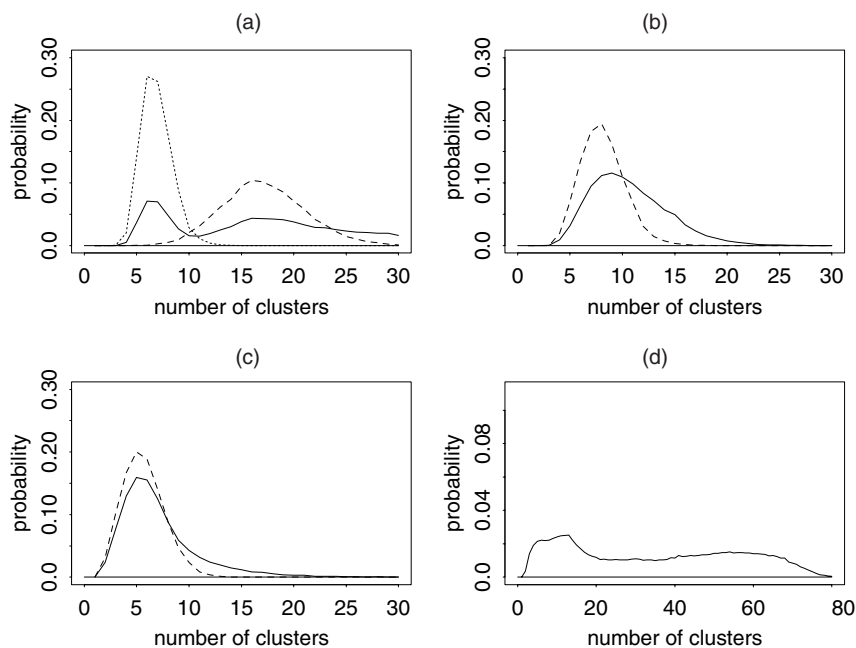 (a)
probability
0.0 0.10 0.20 0.30
0 5 10 15 20 25 30
number of clusters
(b)
probability
0.0 0.10 0.20 0.30
0 5 10 15 20 25 30
number of clusters
(c)
probability
0.0 0.10 0.20 0.30
0 5 10 15 20 25 30
number of clusters
(d)
probability
0.0 0.04 0.08
0 20 40 60 80
number of clusters